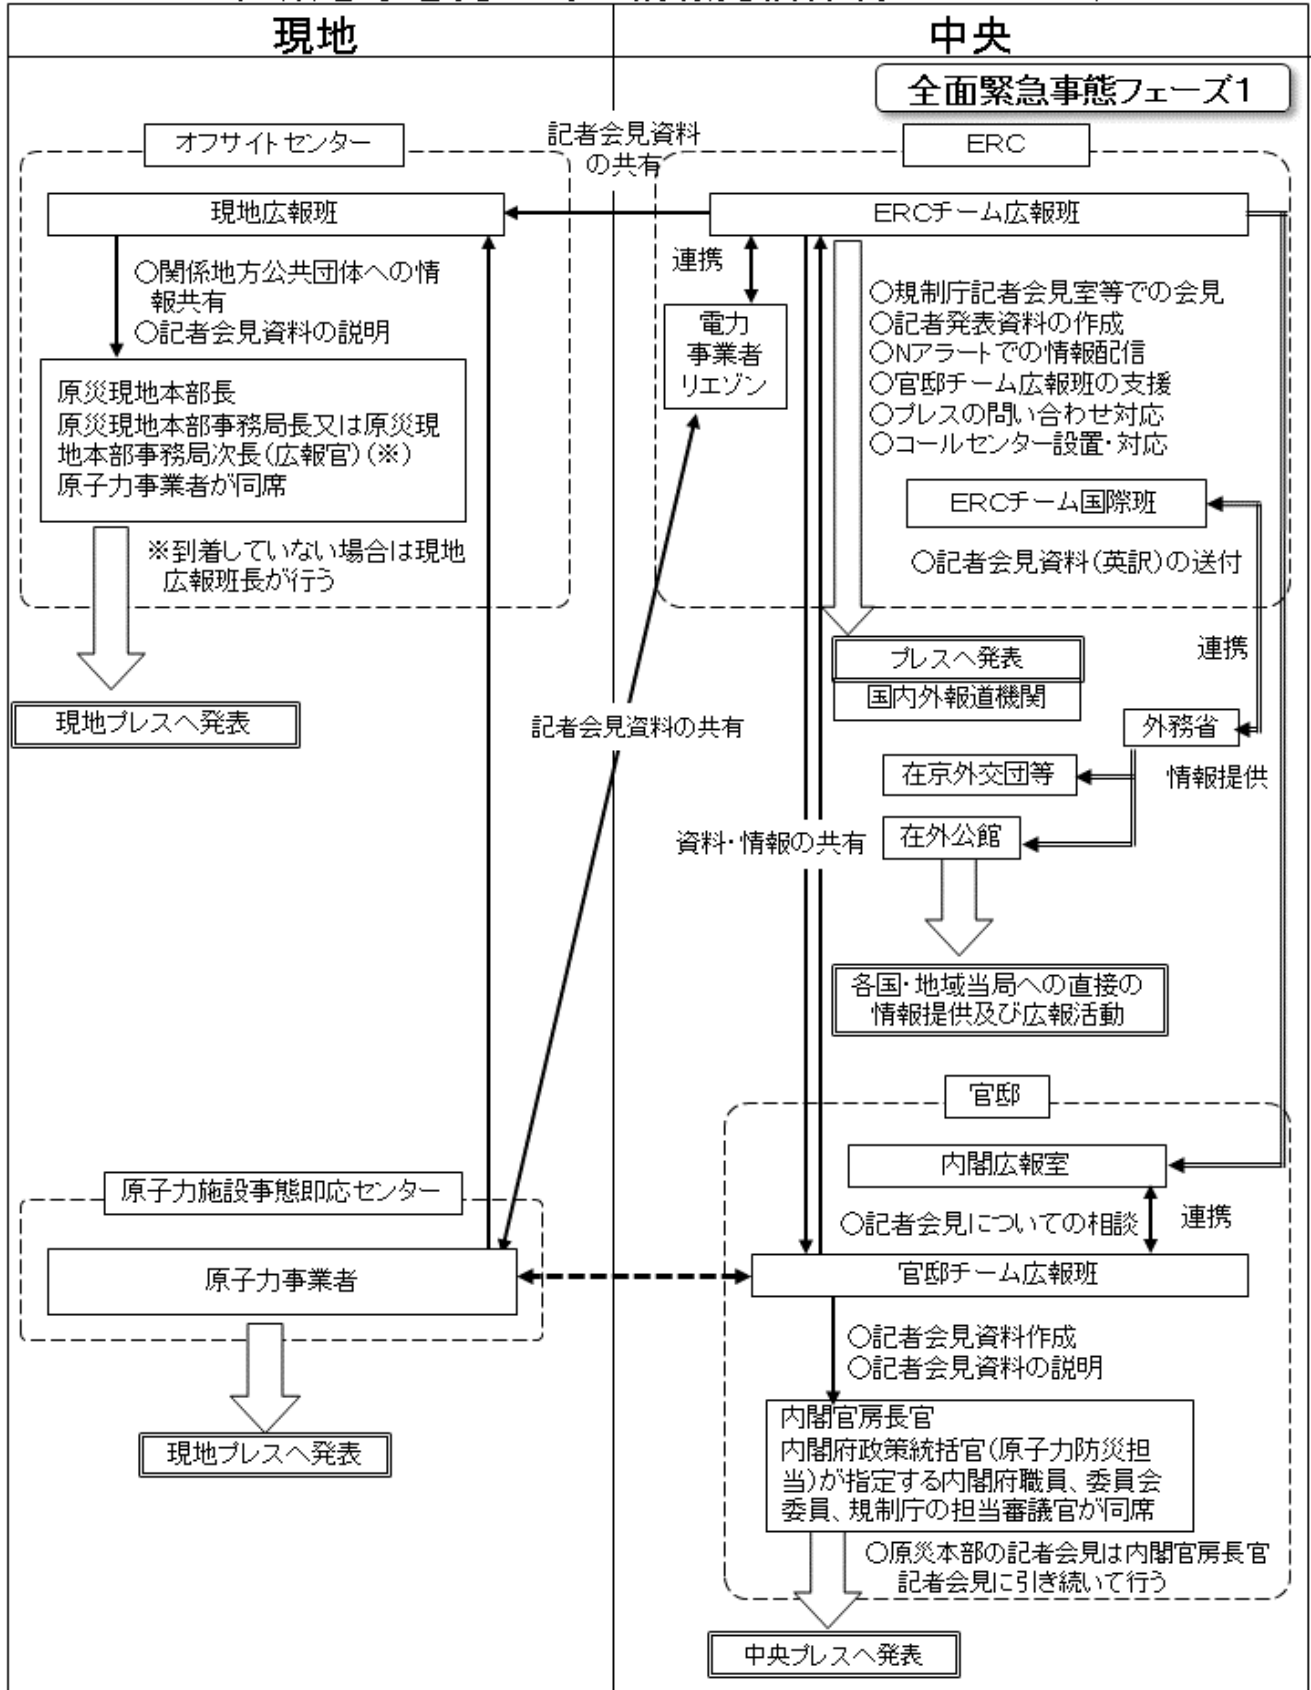 現地
中央
全面緊急事態フェーズ1
オフサイトセンター
記者会見資料
の共有
ERC
現地広報班
ERCチーム広報班
○関係地方公共団体への情
報共有
○記者会見資料の説明
連携
電力
事業者
リエゾン
○規制庁記者会見室等での会見
○記者発表資料の作成
○Nアラートでの情報配信
○官邸チーム広報班の支援
○プレスの問い合わせ対応
○コールセンター設置・対応
原災現地本部長
原災現地本部事務局長又は原災現
地本部事務局次長(広報官)(※)
原子力事業者が同席
ERCチーム国際班
※到着していない場合は現地
広報班長が行う
○記者会見資料(英訳)の送付
プレスへ発表
国内外報道機関
連携
現地プレスへ発表
記者会見資料の共有
外務省
在京外交団等
情報提供
資料・情報の共有
在外公館
各国・地域当局への直接の
情報提供及び広報活動
官邸
内閣広報室
原子力施設事態即応センター
○記者会見についての相談
連携
原子力事業者
官邸チーム広報班
○記者会見資料作成
○記者会見資料の説明
内閣官房長官
内閣府政策統括官(原子力防災担
当)が指定する内閣府職員、委員会
委員、規制庁の担当審議官が同席
現地プレスへ発表
○原災本部の記者会見は内閣官房長官
記者会見に引き続いて行う
中央プレスへ発表